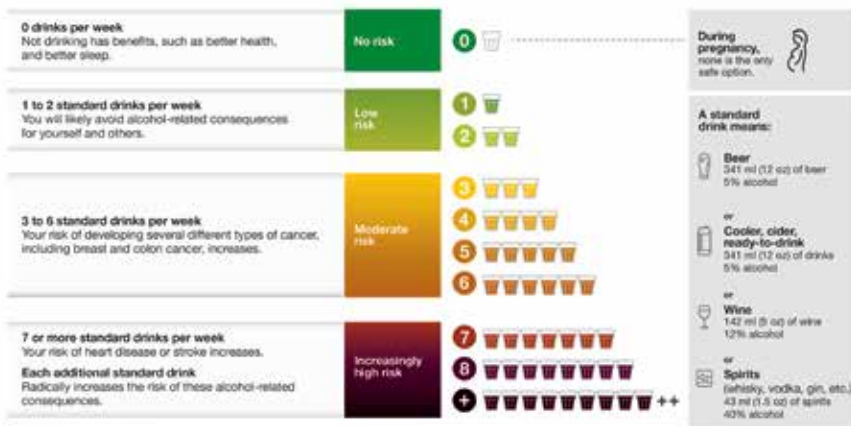 0 drinks per week
Not drinking has benefits, such as better health,
and better sleep.
No risk
0
During
pregnancy,
none is the only
safe option.
1 to 2 standard drinks per week
You will likely avoid alcohol-related consequences
for yourself and others.
Low
risk
1
2
3 to 6 standard drinks per week
Your risk of developing several different types of cancer,
including breast and colon cancer, increases.
Moderate
risk
3
4
5
6
7 or more standard drinks per week
Your risk of heart disease or stroke increases.
Each additional standard drink
Radically increases the risk of these alcohol-related
consequences.
Increasingly
high risk
7
8
+
++
A standard
drink means:
Beer
341 ml (12 oz) of beer
5% alcohol
or
Cooler, cider,
ready-to-drink
341 ml (12 oz) of drinks
5% alcohol
or
Wine
142 ml (5 oz) of wine
12% alcohol
or
Spirits
(whisky, vodka, gin, etc.)
43 ml (1.5 oz) of spirits
40% alcohol